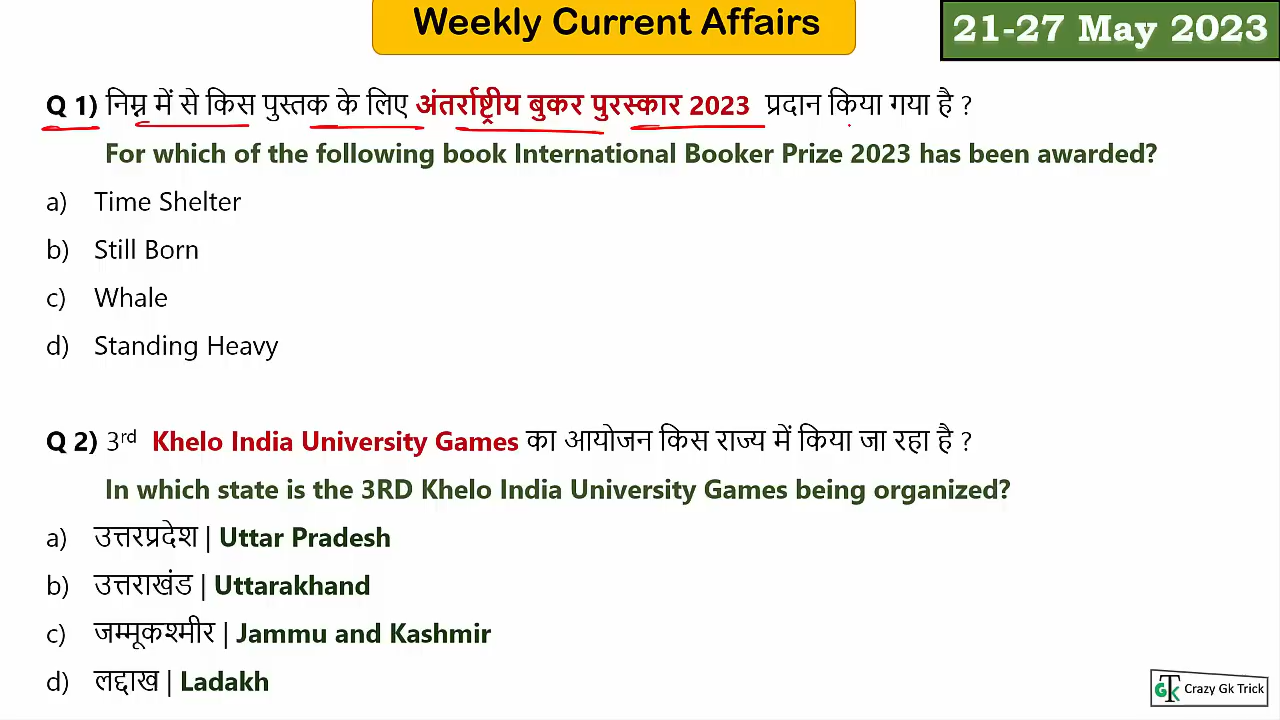 Weekly Current Affairs
21-27 May 2023
Q 1) निम्न में से किस पुस्तक के लिए अंतर्राष्ट्रीय बुकर पुरस्कार 2023 प्रदान किया गया है ?
For which of the following book International Booker Prize 2023 has been awarded?
a) Time Shelter
b) Still Born
c) Whale
d) Standing Heavy
Q 2) 3rd Khelo India University Games का आयोजन किस राज्य में किया जा रहा है ?
In which state is the 3RD Khelo India University Games being organized?
a) उत्तरप्रदेश | Uttar Pradesh
b) उत्तराखंड | Uttarakhand
c) जम्मूकश्मीर | Jammu and Kashmir
d) लद्दाख | Ladakh
GTK Crazy Gk Trick